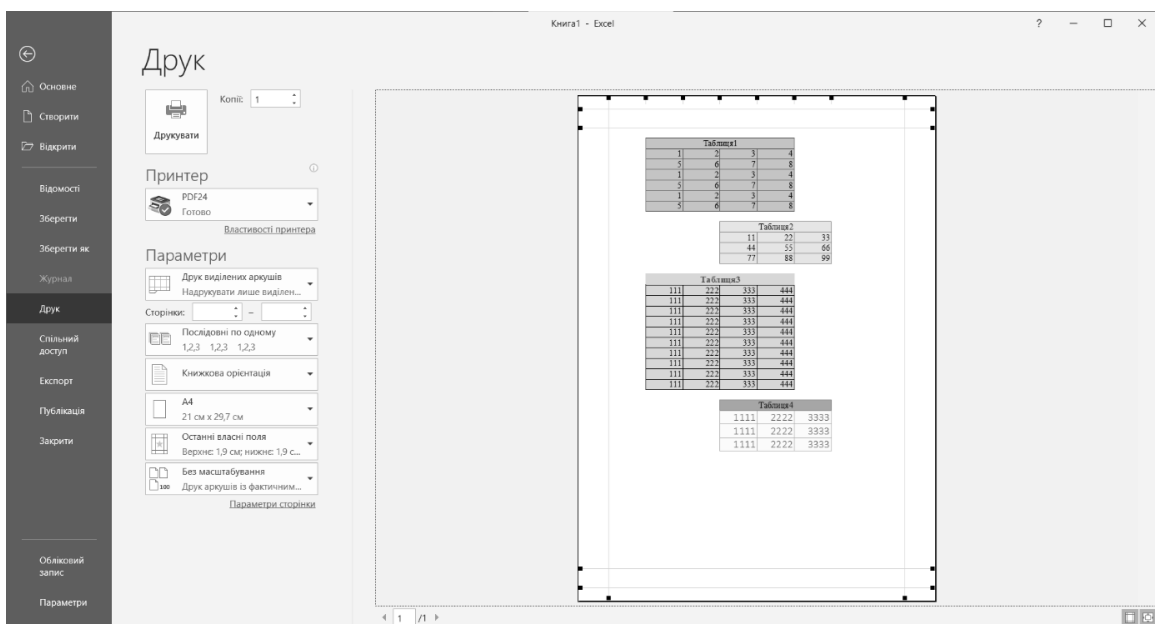 Книга1 - Excel
?
Основне
Створити
Відкрити
Відомості
Зберегти
Зберегти як
Журнал
Друк
Спільний
доступ
Експорт
Публікація
Закрити
Обліковий
запис
Параметри
Друк
Друкувати
Копії: 1
Принтер
PDF24
Готово
Властивості принтера
Параметри
Друк виділених аркушів
Надрукувати лише виділен...
Сторінки: –
Послідовні по одному
1,2,3 1,2,3 1,2,3
Книжкова орієнтація
A4
21 см x 29,7 см
Останні власні поля
Верхнє: 1,9 см; нижнє: 1,9 с...
Без масштабування
100
Друк аркушів із фактичним...
Параметри сторінки
Таблиця1
1 2 3 4
5 6 7 8
1 2 3 4
5 6 7 8
1 2 3 4
5 6 7 8
Таблиця2
11 22 33
44 55 66
77 88 99
Таблиця3
111 222 333 444
111 222 333 444
111 222 333 444
111 222 333 444
111 222 333 444
111 222 333 444
111 222 333 444
111 222 333 444
111 222 333 444
111 222 333 444
Таблиця4
1111 2222 3333
1111 2222 3333
1111 2222 3333
1 /1